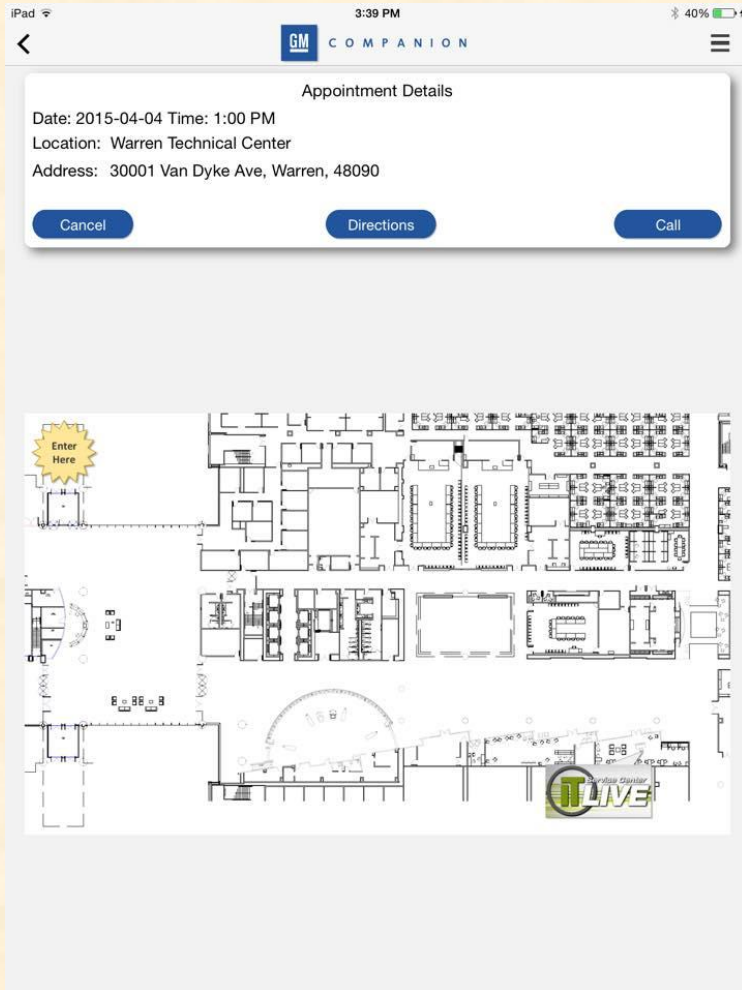 iPad 3:39 PM 40%
GM COMPANION
Appointment Details
Date: 2015-04-04 Time: 1:00 PM
Location: Warren Technical Center
Address: 30001 Van Dyke Ave, Warren, 48090
Cancel Directions Call
Enter
Here
Service Center
iT LIVE